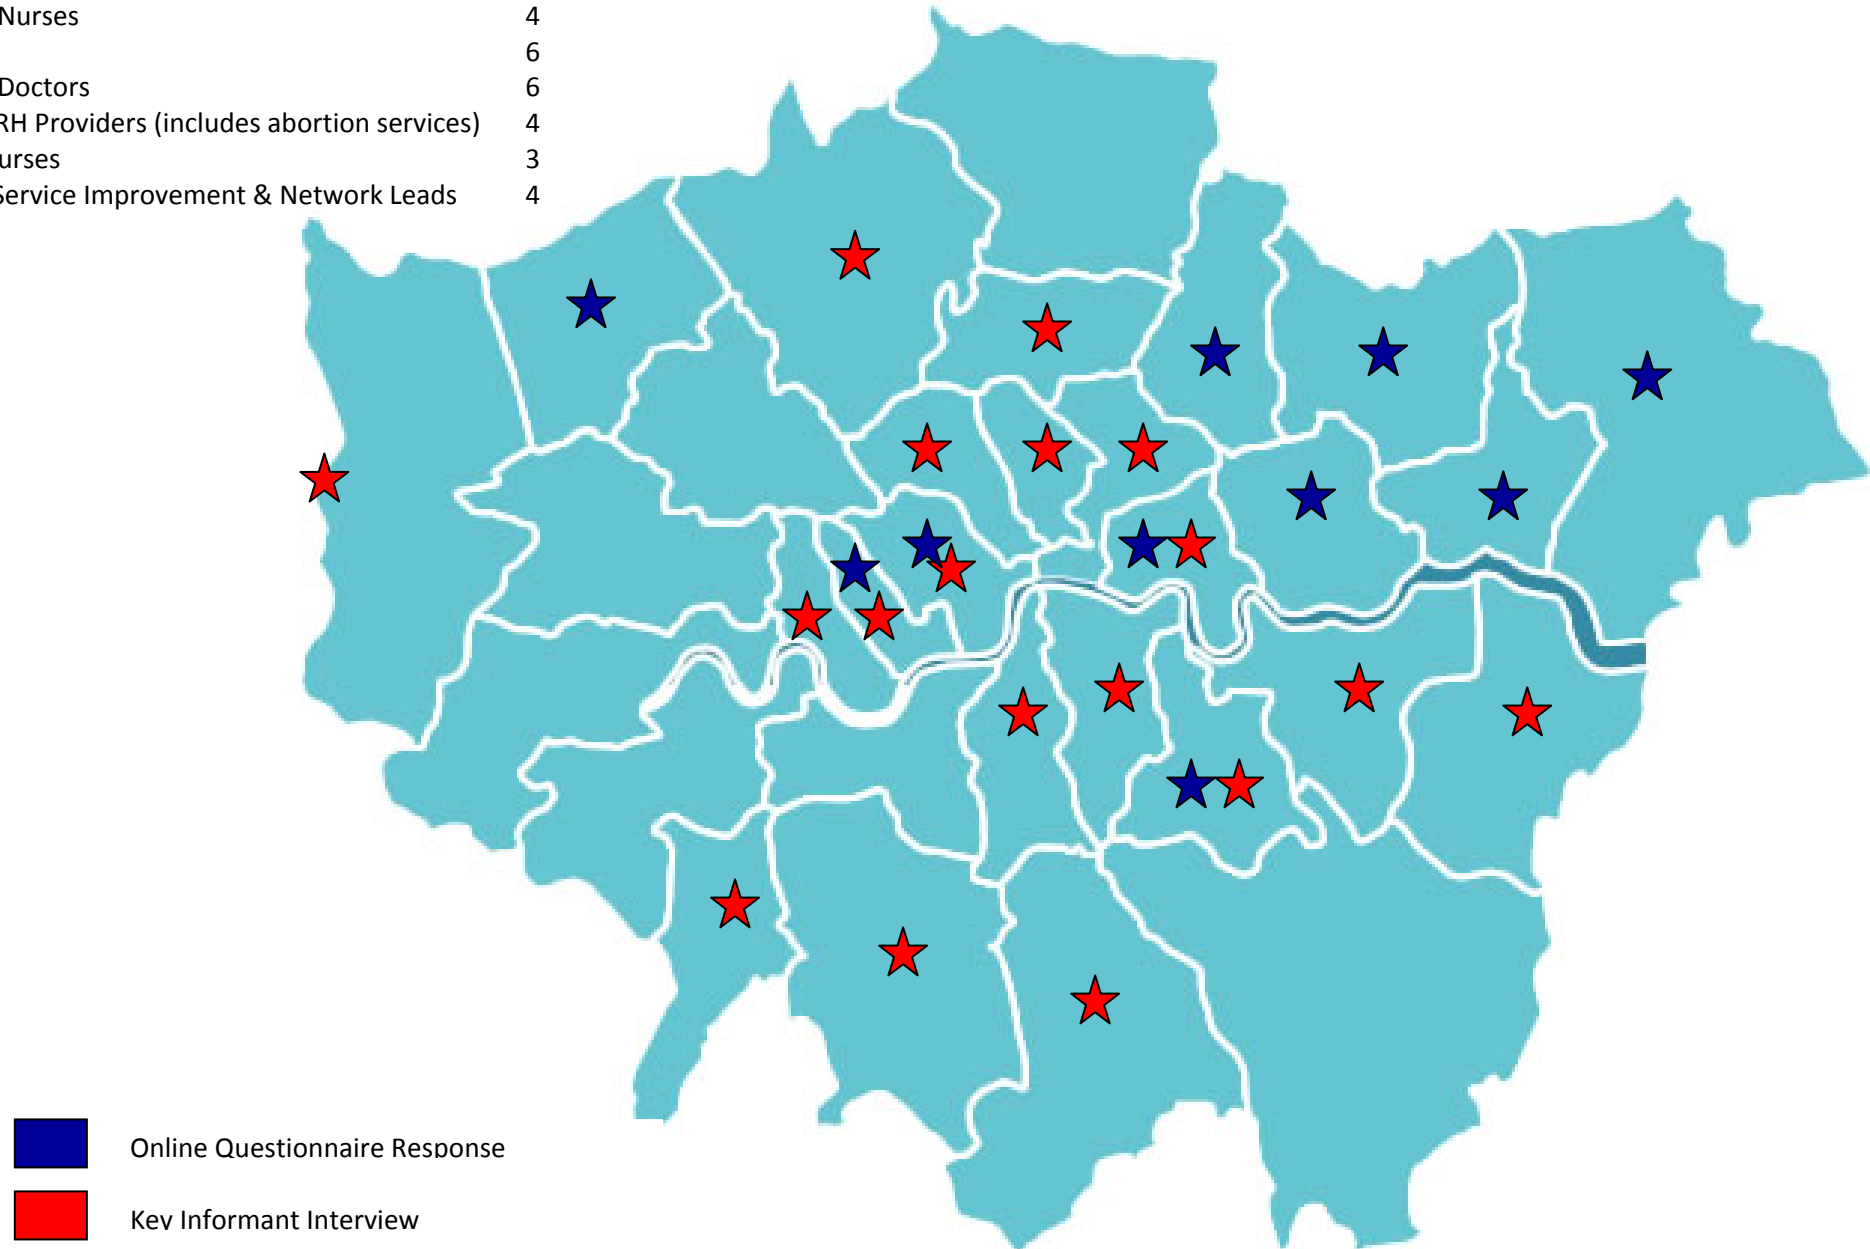 Nurses 4
6
Doctors 6
RH Providers (includes abortion services) 4
urses 3
Service Improvement & Network Leads 4
Online Questionnaire Response
Key Informant Interview